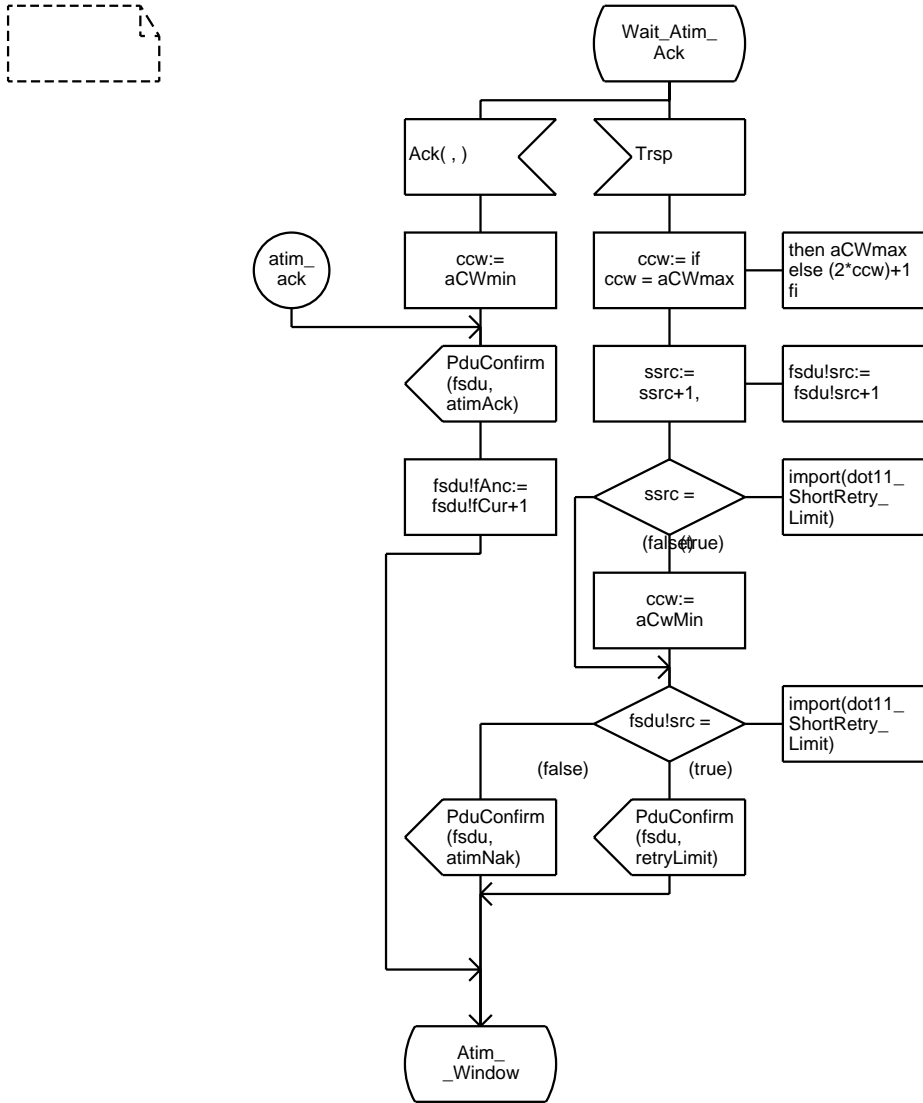 Wait_Atim_
Ack
Ack( , )
Trsp
atim_
ack
ccw:=
aCWmin
ccw:= if
ccw = aCWmax
then aCWmax
else (2*ccw)+1
fi
PduConfirm
(fsdu,
atimAck)
ssrc:=
ssrc+1,
fsdu!src:=
fsdu!src+1
fsdu!fAnc:=
fsdu!fCur+1
ssrc =
import(dot11_
ShortRetry_
Limit)
(false)
(true)
ccw:=
aCwMin
fsdu!src =
import(dot11_
ShortRetry_
Limit)
(false)
(true)
PduConfirm
(fsdu,
atimNak)
PduConfirm
(fsdu,
retryLimit)
Atim_
_Window